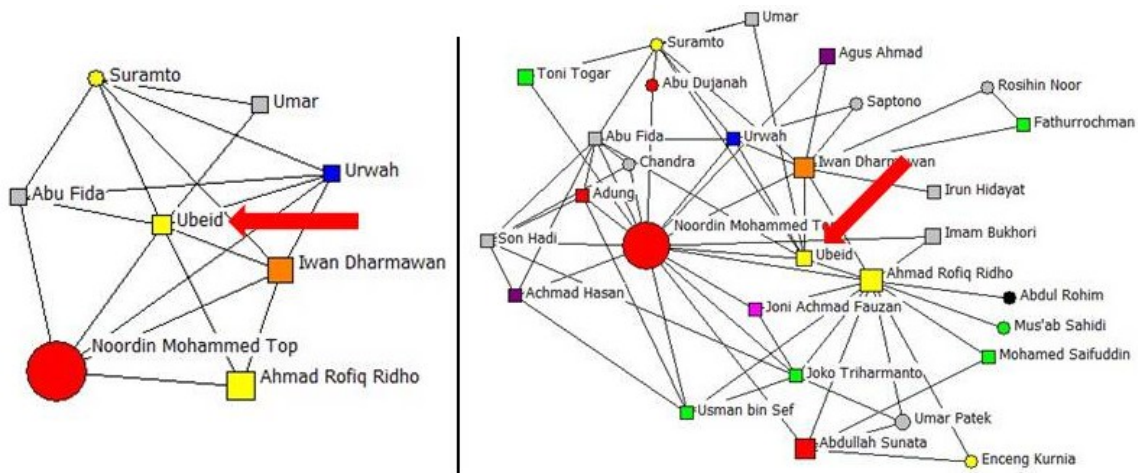 Suramto
Umar
Urwah
Abu Fida
Ubeid
Iwan Dharmawan
Noordin Mohammed Top
Ahmad Rofiq Ridho
Umar
Suramto
Agus Ahmad
Toni Togar
Abu Dujanah
Rosihin Noor
Saptono
Fathurrochman
Abu Fida
Urwah
Chandra
Iwan Dharmawan
Adung
Irun Hidayat
Noordin Mohammed To
Son Hadi
Imam Bukhori
Ubeid
Ahmad Rofiq Ridho
Achmad Hasan
Abdul Rohim
Joni Achmad Fauzan
Mus'ab Sahidi
Mohamed Saifuddin
Joko Triharmanto
Usman bin Sef
Umar Patek
Abdullah Sunata
Enceng Kurnia